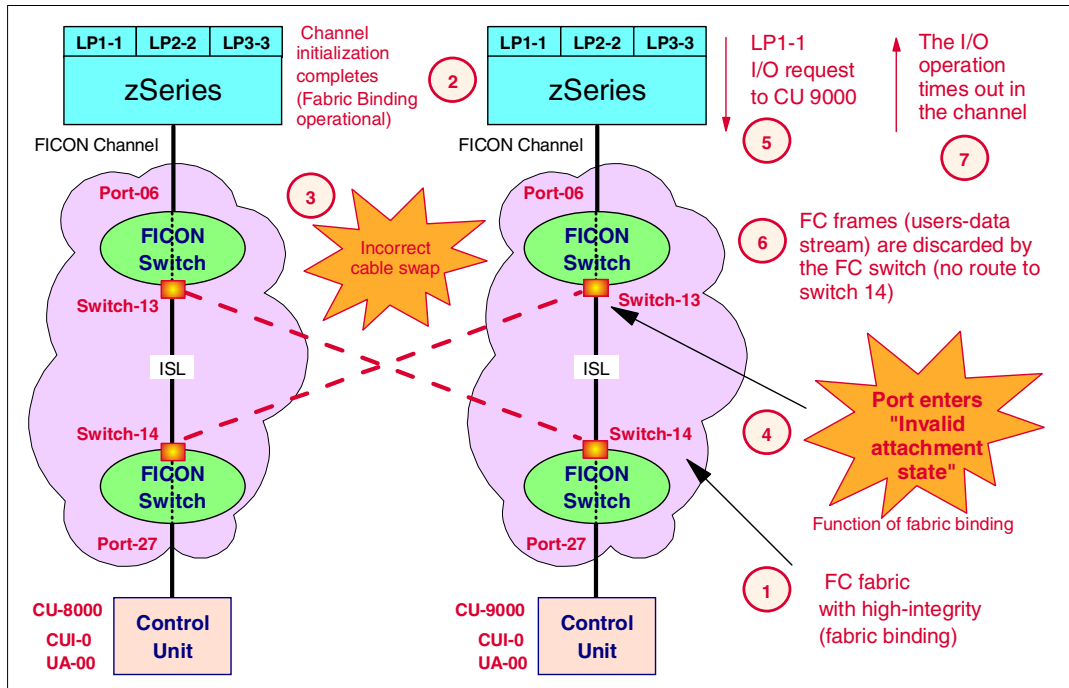 LP1-1 LP2-2 LP3-3
zSeries
Channel
initialization
completes
(Fabric Binding
operational)
2
LP1-1 LP2-2 LP3-3
zSeries
LP1-1
I/O request
to CU 9000
5
The I/O
operation
times out in
the channel
7
FICON Channel
FICON Channel
Port-06
FICON
Switch
Switch-13
3
Incorrect
cable swap
Port-06
FICON
Switch
Switch-13
6
FC frames (users-data
stream) are discarded by
the FC switch (no route to
switch 14)
ISL
ISL
Switch-14
FICON
Switch
Port-27
Switch-14
FICON
Switch
Port-27
4
Port enters
"Invalid
attachment
state"
Function of fabric binding
1
FC fabric
with high-integrity
(fabric binding)
CU-8000
CUI-0
UA-00
Control
Unit
CU-9000
CUI-0
UA-00
Control
Unit